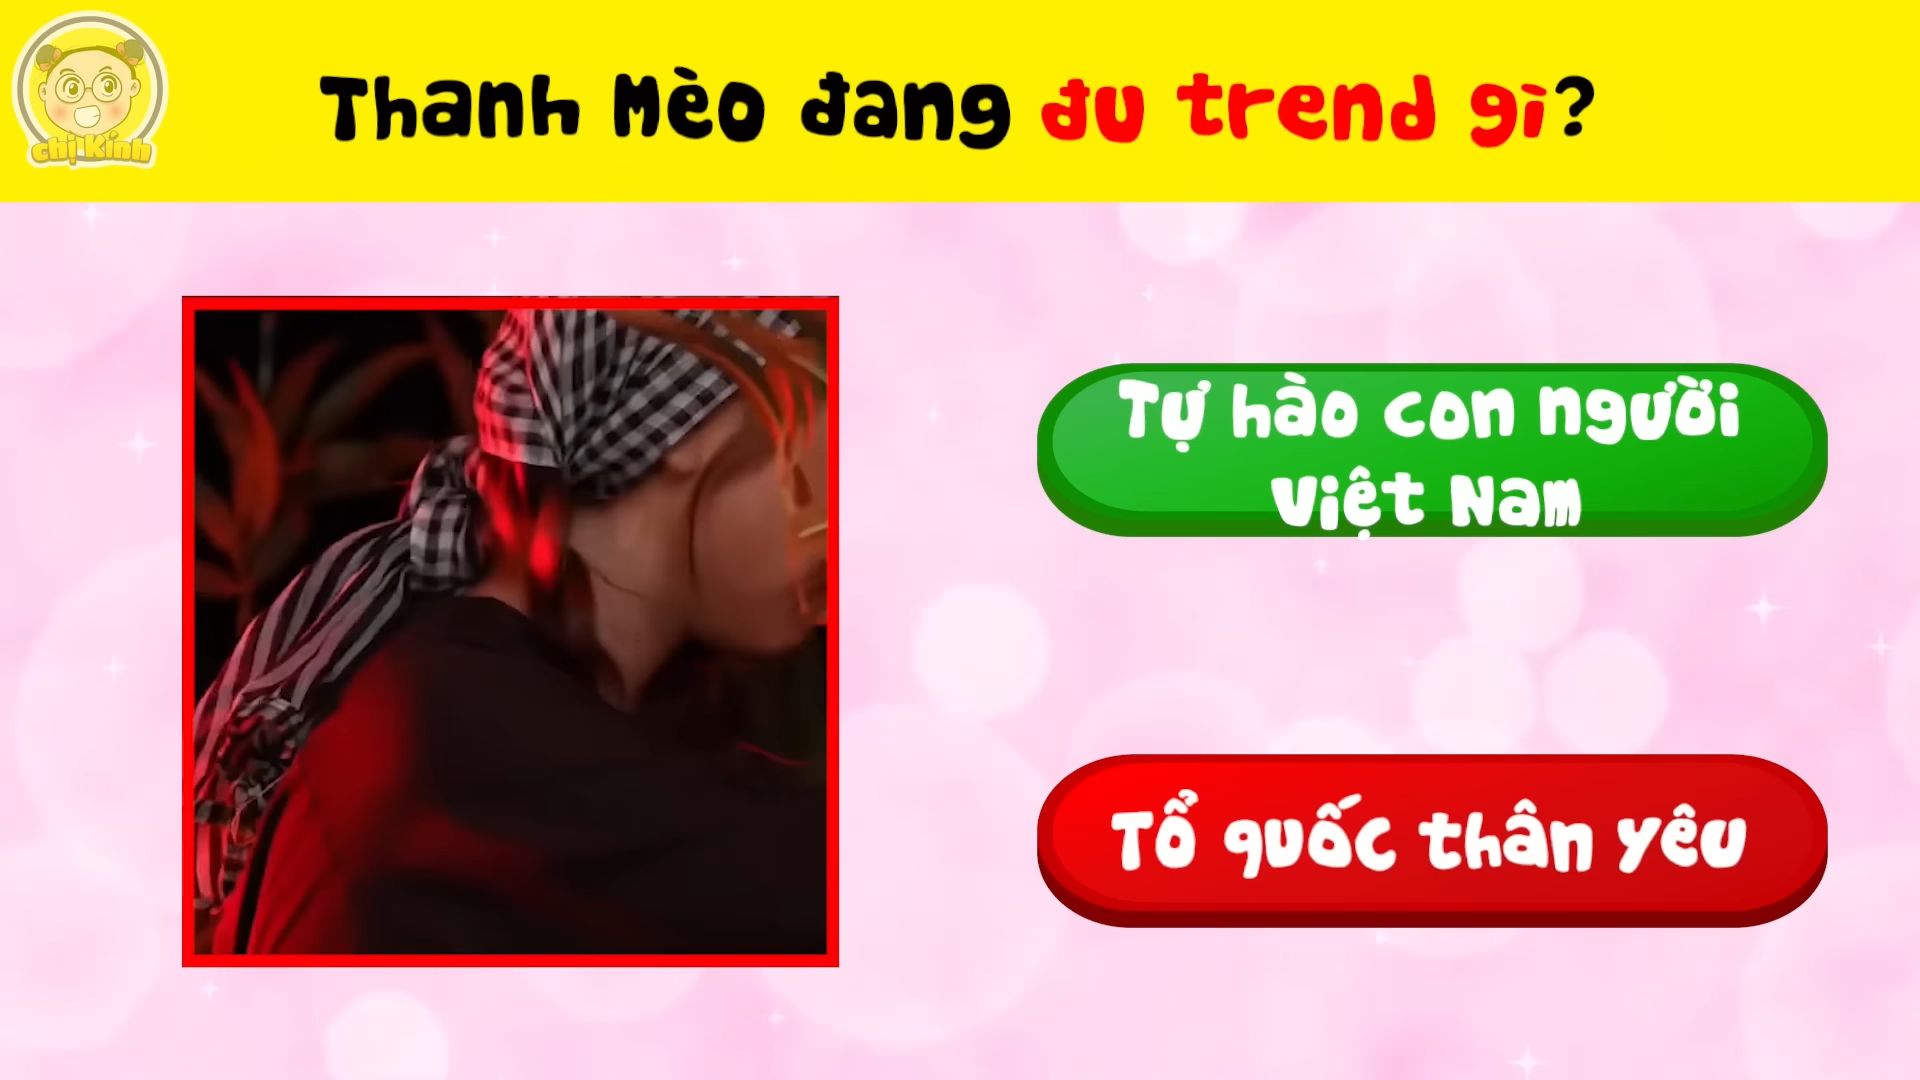 chị Kính
Thanh Mèo đang đu trend gì?
Tự hào con người
Việt Nam
Tổ quốc thân yêu